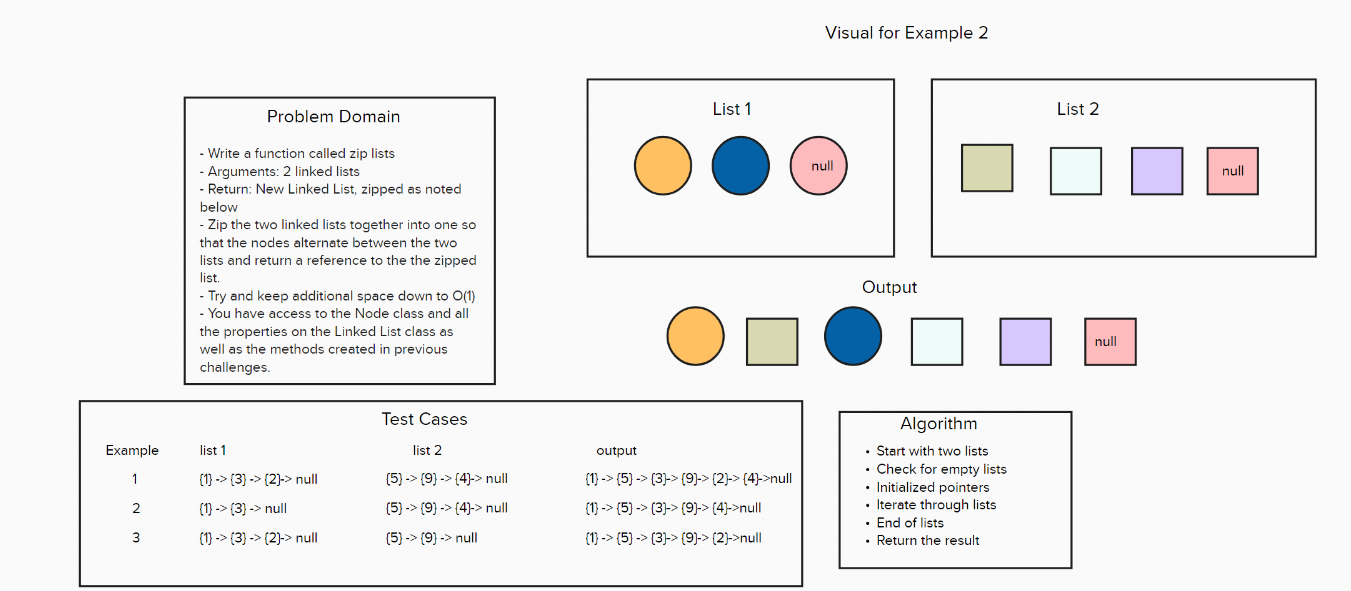 Visual for Example 2
Problem Domain
- Write a function called zip lists
- Arguments: 2 linked lists
- Return: New Linked List, zipped as noted
below
- Zip the two linked lists together into one so
that the nodes alternate between the two
lists and return a reference to the the zipped
list.
- Try and keep additional space down to O(1)
- You have access to the Node class and all
the properties on the Linked List class as
well as the methods created in previous
challenges.
List 1
null
List 2
null
Output
null
Test Cases
Example list 1 list 2 output
1 {1} -> {3} -> {2}-> null {5} -> {9} -> {4}-> null {1} -> {5} -> {3}-> {9}-> {2}-> {4}->null
2 {1} -> {3} -> null {5} -> {9} -> {4}-> null {1} -> {5} -> {3}-> {9}-> {4}->null
3 {1} -> {3} -> {2}-> null {5} -> {9} -> null {1} -> {5} -> {3}-> {9}-> {2}->null
Algorithm
• Start with two lists
• Check for empty lists
• Initialized pointers
• Iterate through lists
• End of lists
• Return the result